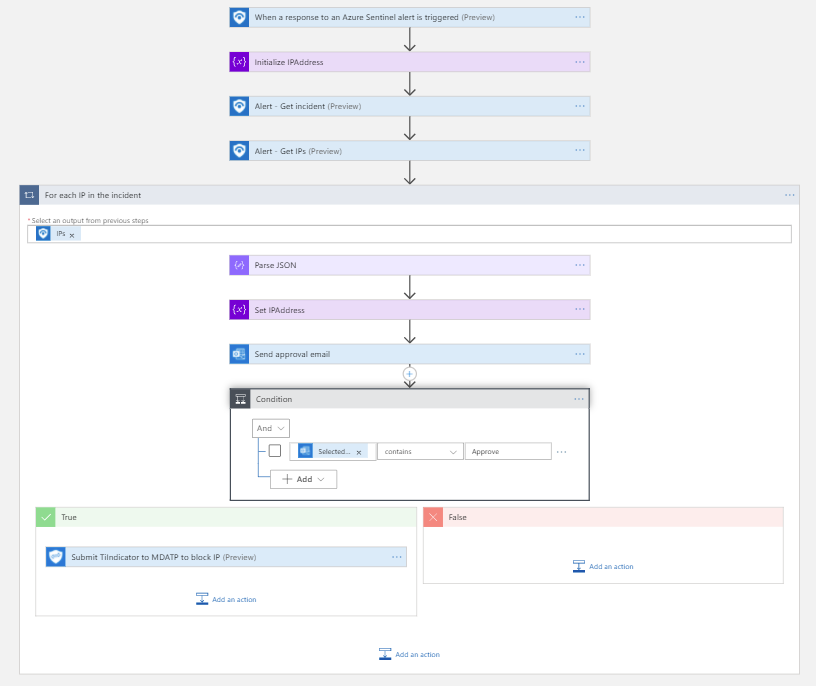 When a response to an Azure Sentinel alert is triggered (Preview)
{x} Initialize IPAddress
Alert - Get incident (Preview)
Alert - Get IPs (Preview)
For each IP in the incident
* Select an output from previous steps
IPs x
Parse JSON
{x} Set IPAddress
Send approval email
Condition
And
Selected... x contains Approve
Add
True
False
Submit TiIndicator to MDATP to block IP (Preview)
Add an action
Add an action
Add an action